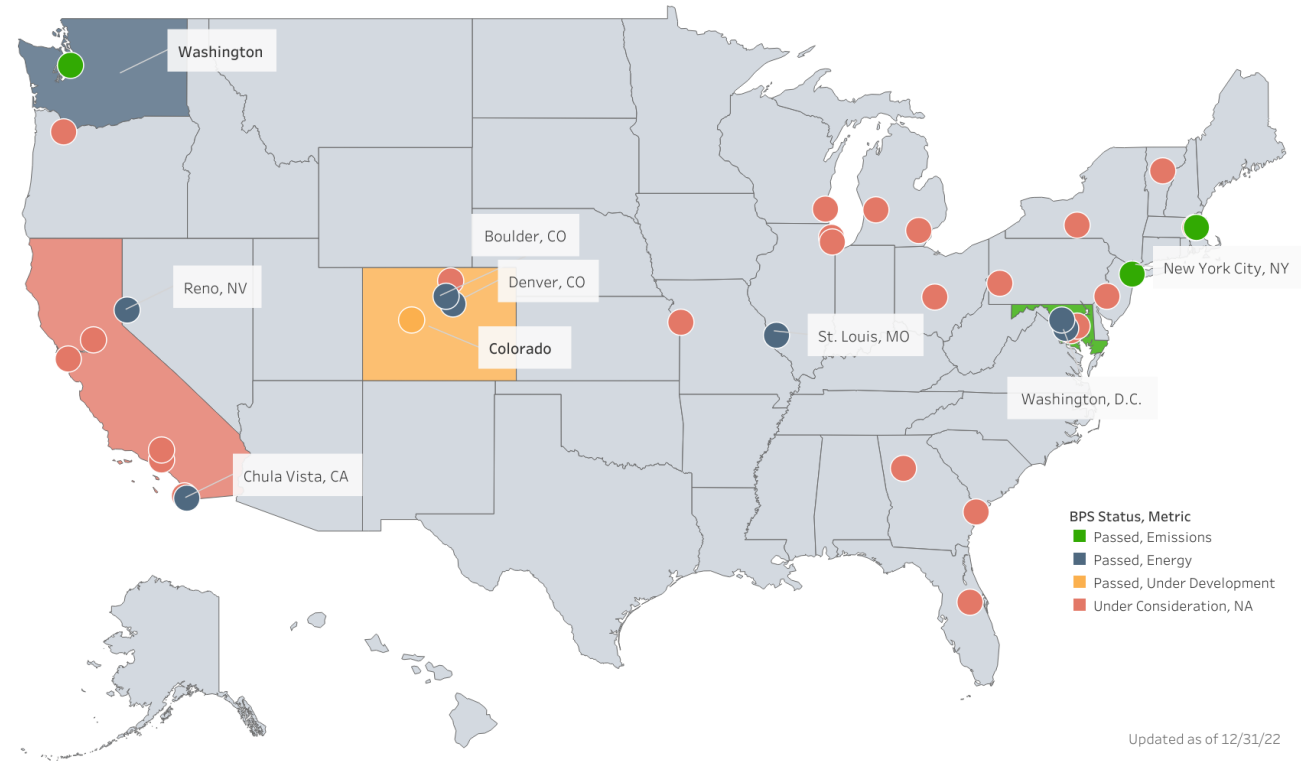 Washington
Boulder, CO
Reno, NV
Denver, CO
New York City, NY
Colorado
St. Louis, MO
Washington, D.C.
Chula Vista, CA
BPS Status, Metric
Passed, Emissions
Passed, Energy
Passed, Under Development
Under Consideration, NA
Updated as of 12/31/22